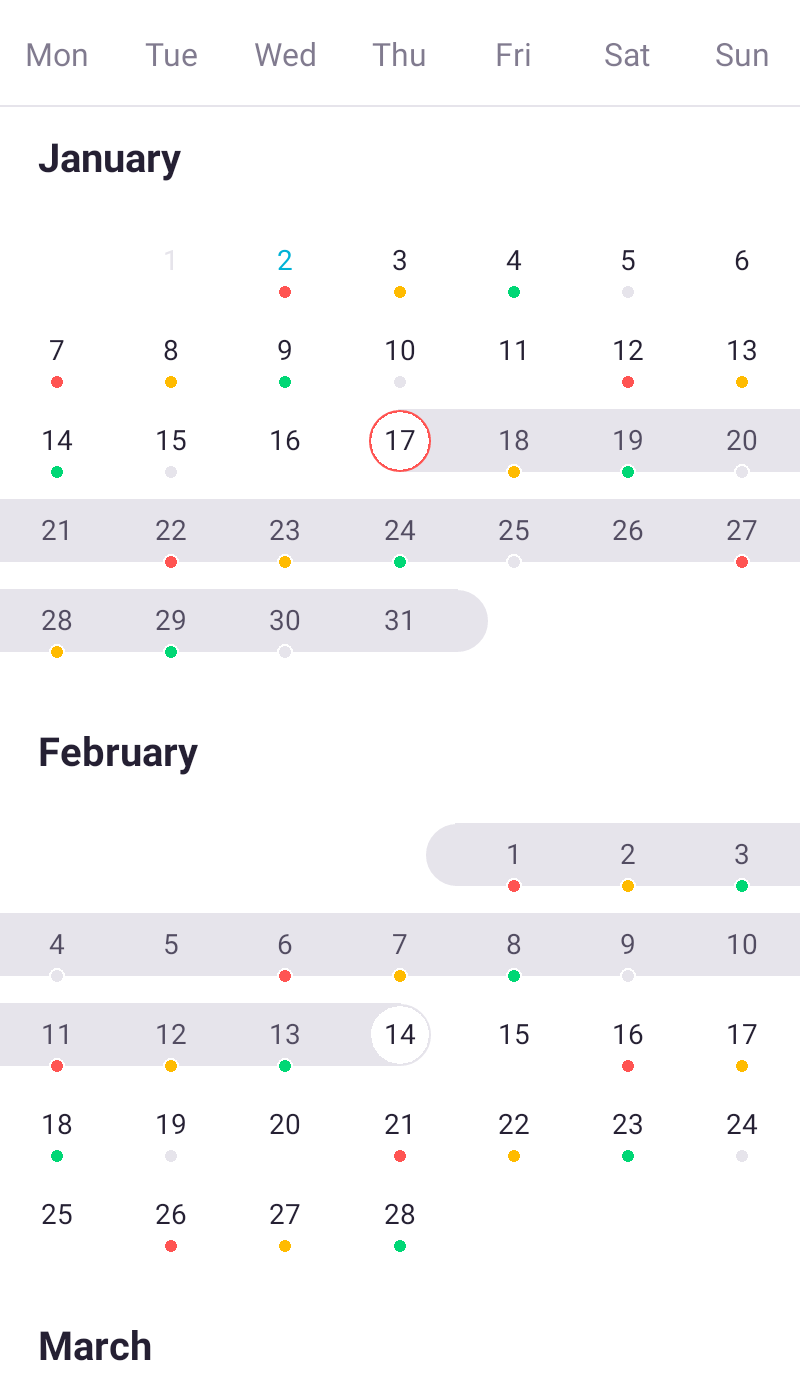 Mon Tue Wed Thu Fri Sat Sun
January
1 2 3 4 5 6
7 8 9 10 11 12 13
14 15 16 17 18 19 20
21 22 23 24 25 26 27
28 29 30 31
February
1 2 3
4 5 6 7 8 9 10
11 12 13 14 15 16 17
18 19 20 21 22 23 24
25 26 27 28
March